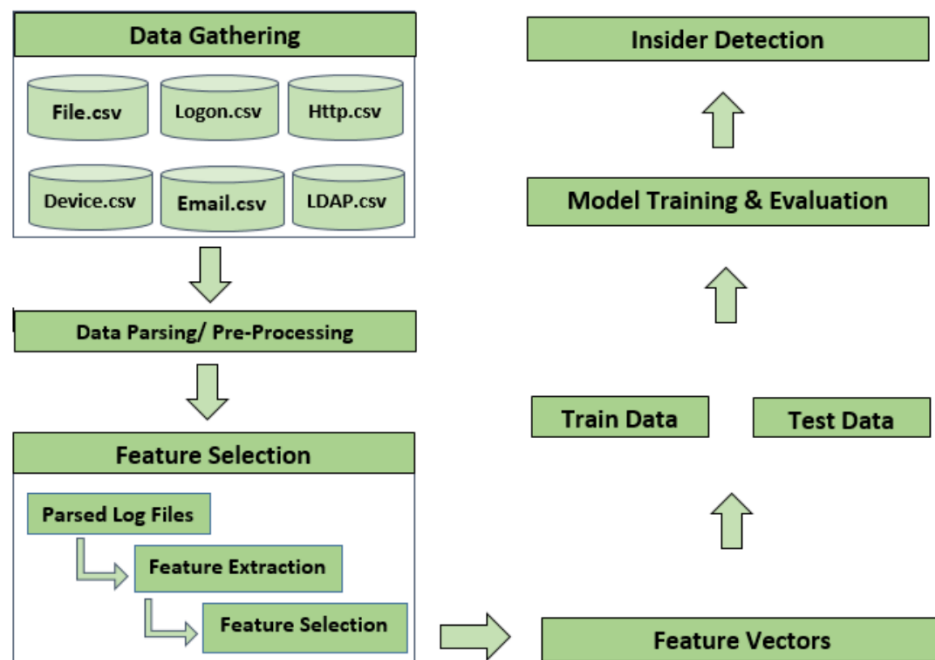 Data Gathering
File.csv
Logon.csv
Http.csv
Device.csv
Email.csv
LDAP.csv
Data Parsing/ Pre-Processing
Feature Selection
Parsed Log Files
Feature Extraction
Feature Selection
Feature Vectors
Train Data
Test Data
Model Training & Evaluation
Insider Detection